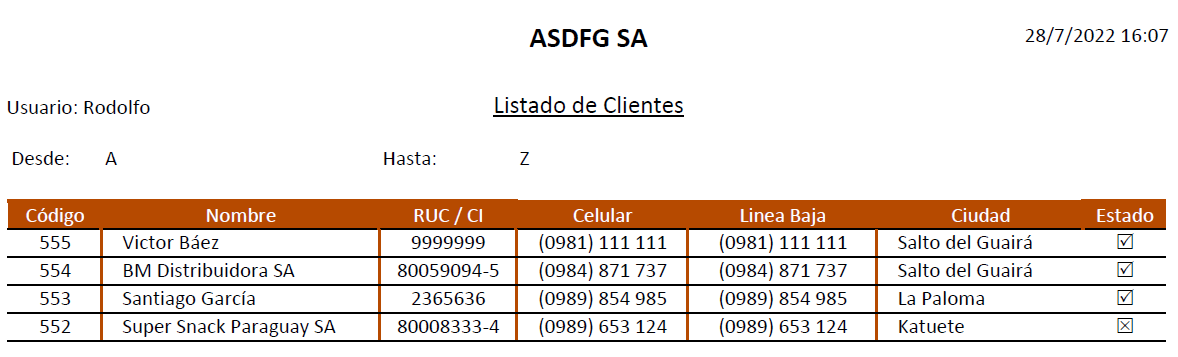 ASDFG SA
28/7/2022 16:07
Usuario: Rodolfo
Listado de Clientes
Desde: A Hasta: Z
Código Nombre RUC / CI Celular Linea Baja Ciudad Estado
555 Victor Báez 9999999 (0981) 111 111 (0981) 111 111 Salto del Guairá ☑
554 BM Distribuidora SA 80059094-5 (0984) 871 737 (0984) 871 737 Salto del Guairá ☑
553 Santiago García 2365636 (0989) 854 985 (0989) 854 985 La Paloma ☑
552 Super Snack Paraguay SA 80008333-4 (0989) 653 124 (0989) 653 124 Katuete ☒